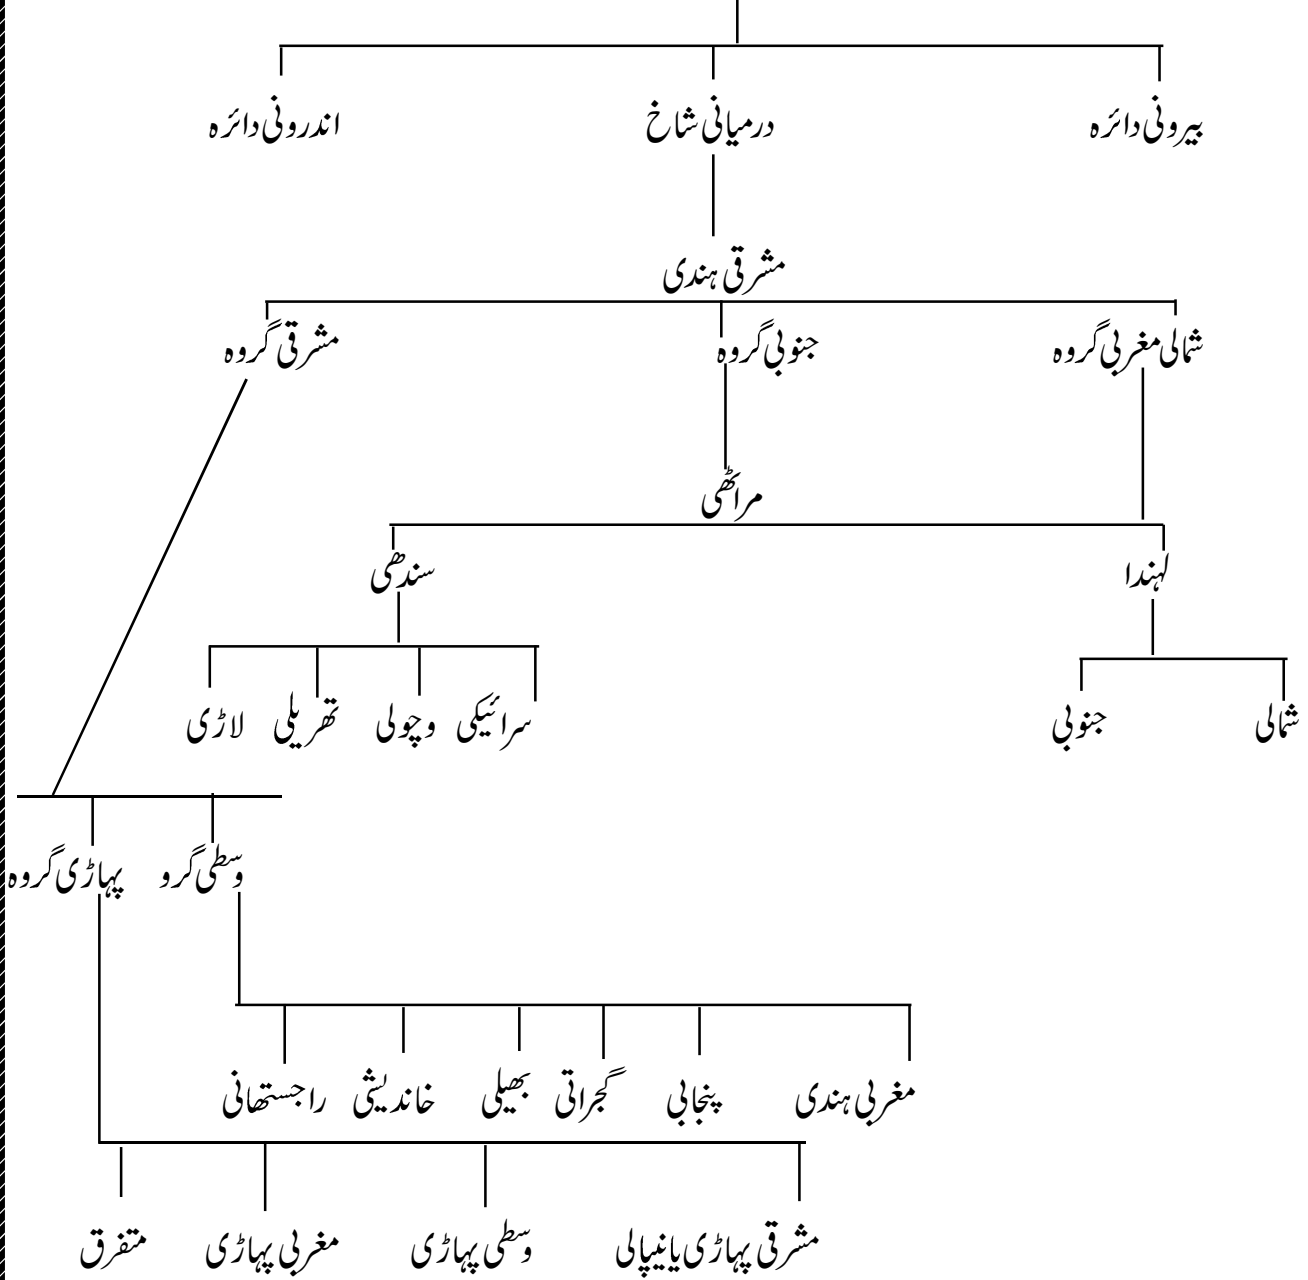 بیرونی دائرہ درمیانی شاخ اندرونی دائرہ
مشرقی ہندی
شمالی مغربی گروہ جنوبی گروہ مشرقی گروہ
مراٹھی
لہندا سندھی
شمالی جنوبی سرائیکی وچولی تھریلی لاڑی
وسطی گرو پہاڑی گروہ
مغربی ہندی پنجابی گجراتی بھیلی خاندیشی راجستھانی
مشرقی پہاڑی یا نیپالی وسطی پہاڑی مغربی پہاڑی متفرق